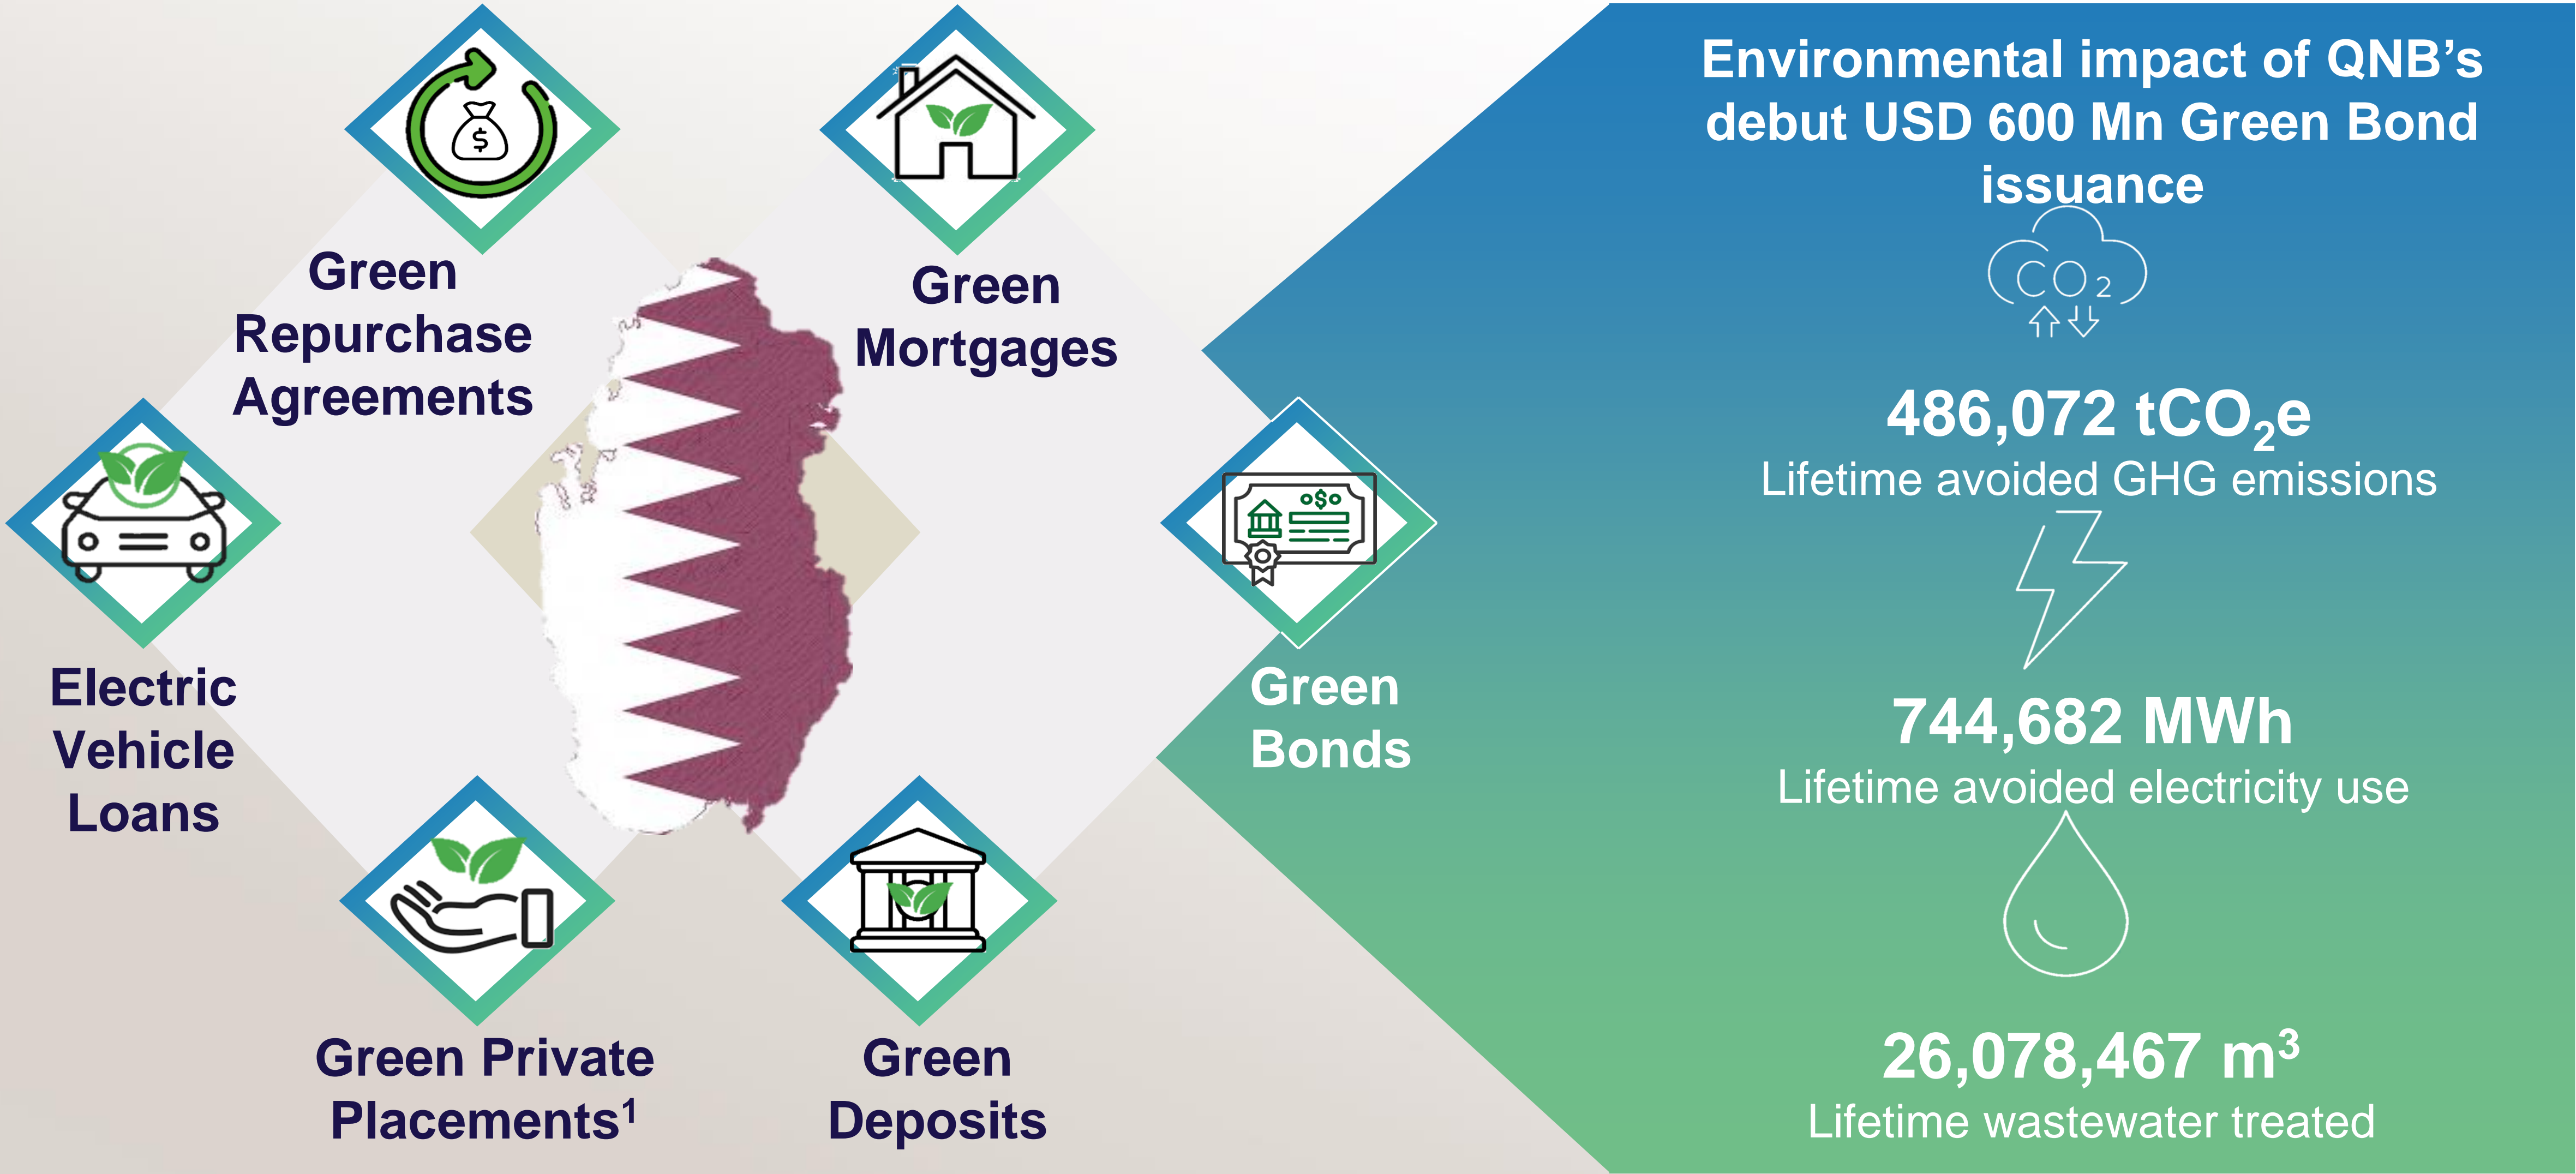 Green
Repurchase
Agreements
Green
Mortgages
Electric
Vehicle
Loans
Green
Bonds
Green Private
Placements¹
Green
Deposits
Environmental impact of QNB’s
debut USD 600 Mn Green Bond
issuance
CO₂
486,072 tCO₂e
Lifetime avoided GHG emissions
744,682 MWh
Lifetime avoided electricity use
26,078,467 m³
Lifetime wastewater treated